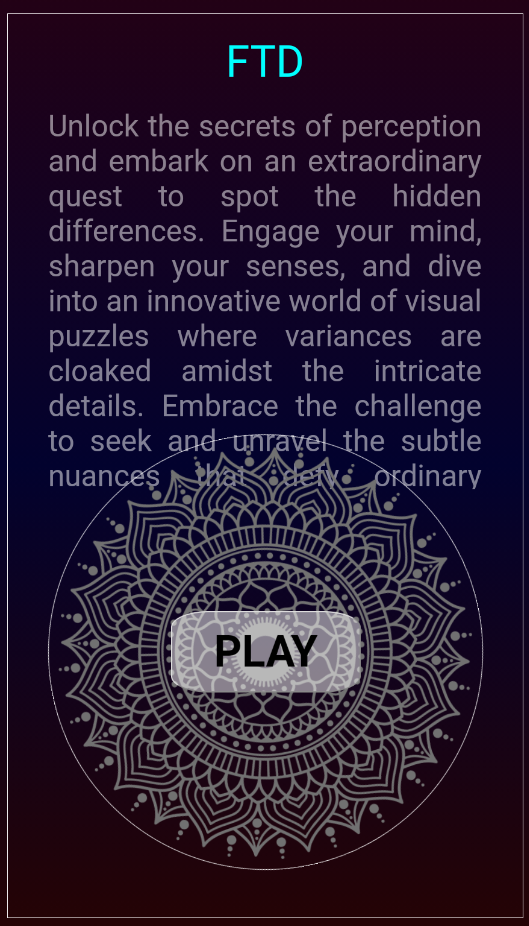 FTD
Unlock the secrets of perception
and embark on an extraordinary
quest to spot the hidden
differences. Engage your mind,
sharpen your senses, and dive
into an innovative world of visual
puzzles where variances are
cloaked amidst the intricate
details. Embrace the challenge
to seek and unravel the subtle
nuances that defy ordinary
PLAY